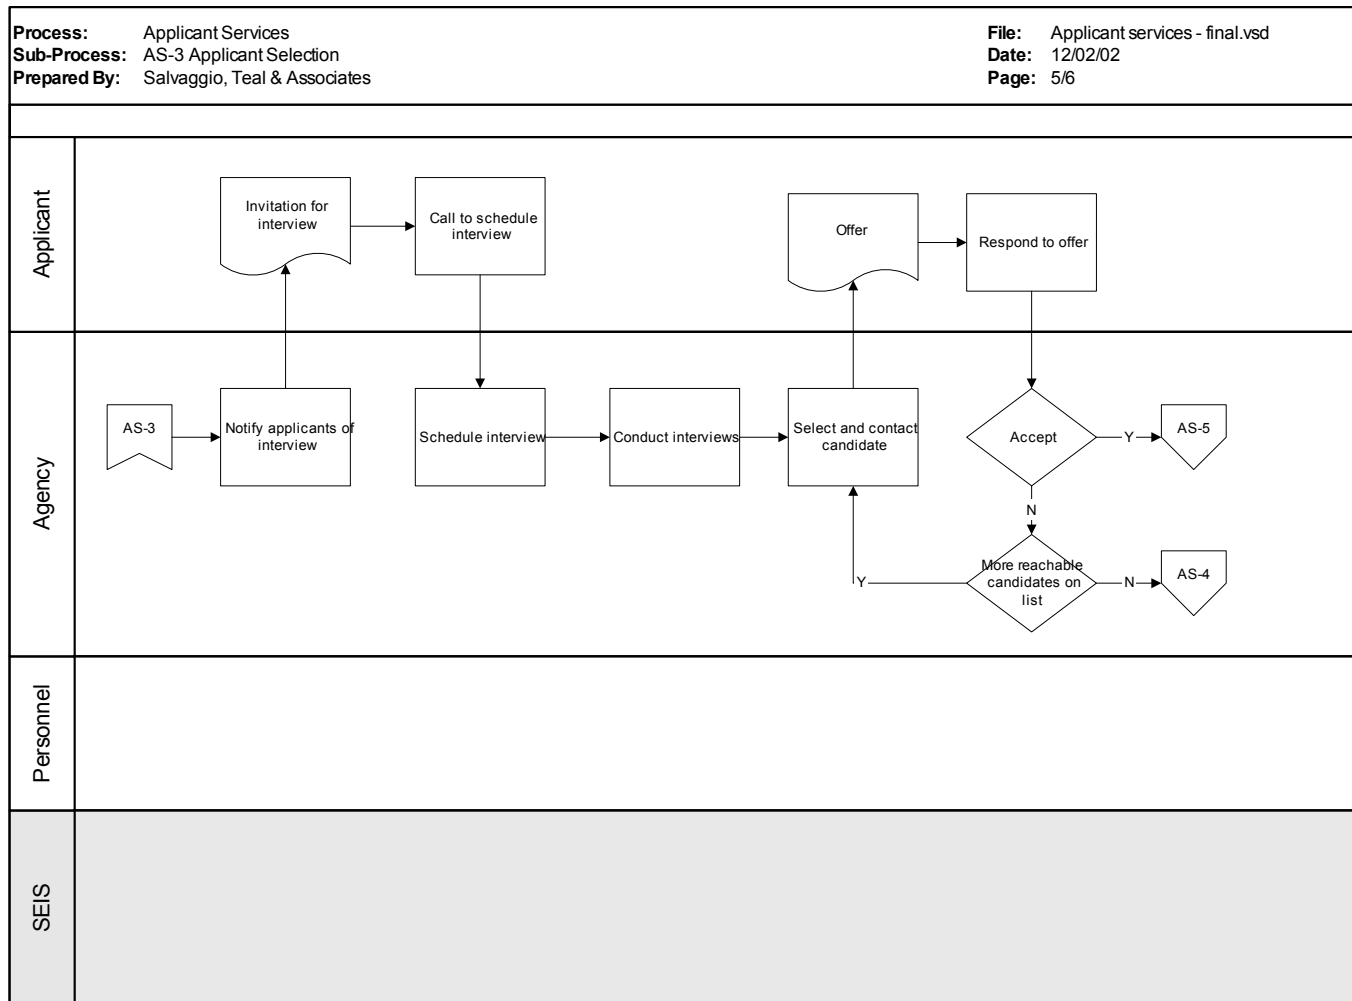 Process: Applicant Services
Sub-Process: AS-3 Applicant Selection
Prepared By: Salvaggio, Teal & Associates
File: Applicant services - final.vsd
Date: 12/02/02
Page: 5/6
Applicant
Invitation for
interview
Call to schedule
interview
Offer
Respond to offer
Agency
AS-3
Notify applicants of
interview
Schedule interview
Conduct interviews
Select and contact
candidate
Accept
Y
AS-5
N
More reachable
candidates on
list
Y
N
AS-4
Personnel
SEIS